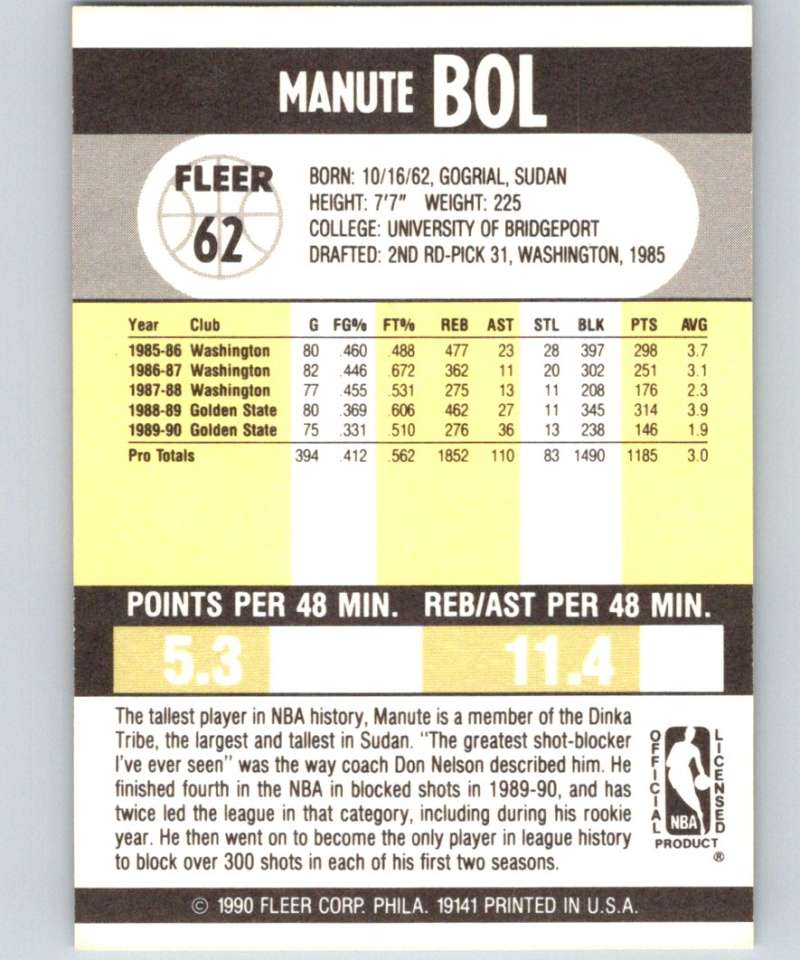 MANUTE BOL
FLEER
62
BORN: 10/16/62, GOGRIAL, SUDAN
HEIGHT: 7'7" WEIGHT: 225
COLLEGE: UNIVERSITY OF BRIDGEPORT
DRAFTED: 2ND RD-PICK 31, WASHINGTON, 1985
Year Club G FG% FT% REB AST STL BLK PTS AVG
1985-86 Washington 80 .460 .488 477 23 28 397 298 3.7
1986-87 Washington 82 .446 .672 362 11 20 302 251 3.1
1987-88 Washington 77 .455 .531 275 13 11 208 176 2.3
1988-89 Golden State 80 .369 .606 462 27 11 345 314 3.9
1989-90 Golden State 75 .331 .510 276 36 13 238 146 1.9
Pro Totals 394 .412 .562 1852 110 83 1490 1185 3.0
POINTS PER 48 MIN. REB/AST PER 48 MIN.
5.3 11.4
The tallest player in NBA history, Manute is a member of the Dinka
Tribe, the largest and tallest in Sudan. "The greatest shot-blocker
I've ever seen" was the way coach Don Nelson described him. He
finished fourth in the NBA in blocked shots in 1989-90, and has
twice led the league in that category, including during his rookie
year. He then went on to become the only player in league history
to block over 300 shots in each of his first two seasons.
OFFICIAL
NBA
LICENSED
PRODUCT
®
© 1990 FLEER CORP. PHILA. 19141 PRINTED IN U.S.A.